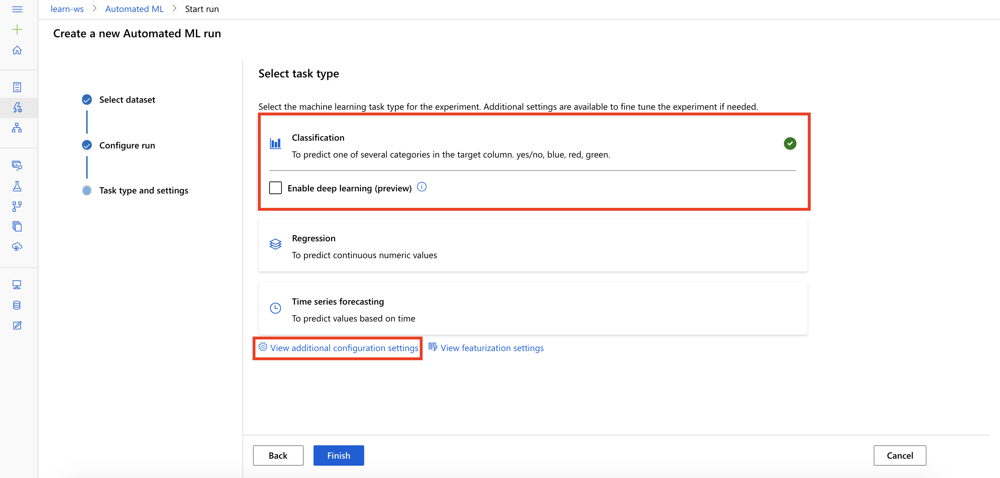 learn-ws > Automated ML > Start run
Create a new Automated ML run
Select dataset
Configure run
Task type and settings
Select task type
Select the machine learning task type for the experiment. Additional settings are available to fine tune the experiment if needed.
Classification
To predict one of several categories in the target column. yes/no, blue, red, green.
Enable deep learning (preview)
Regression
To predict continuous numeric values
Time series forecasting
To predict values based on time
View additional configuration settings View featurization settings
Back Finish Cancel